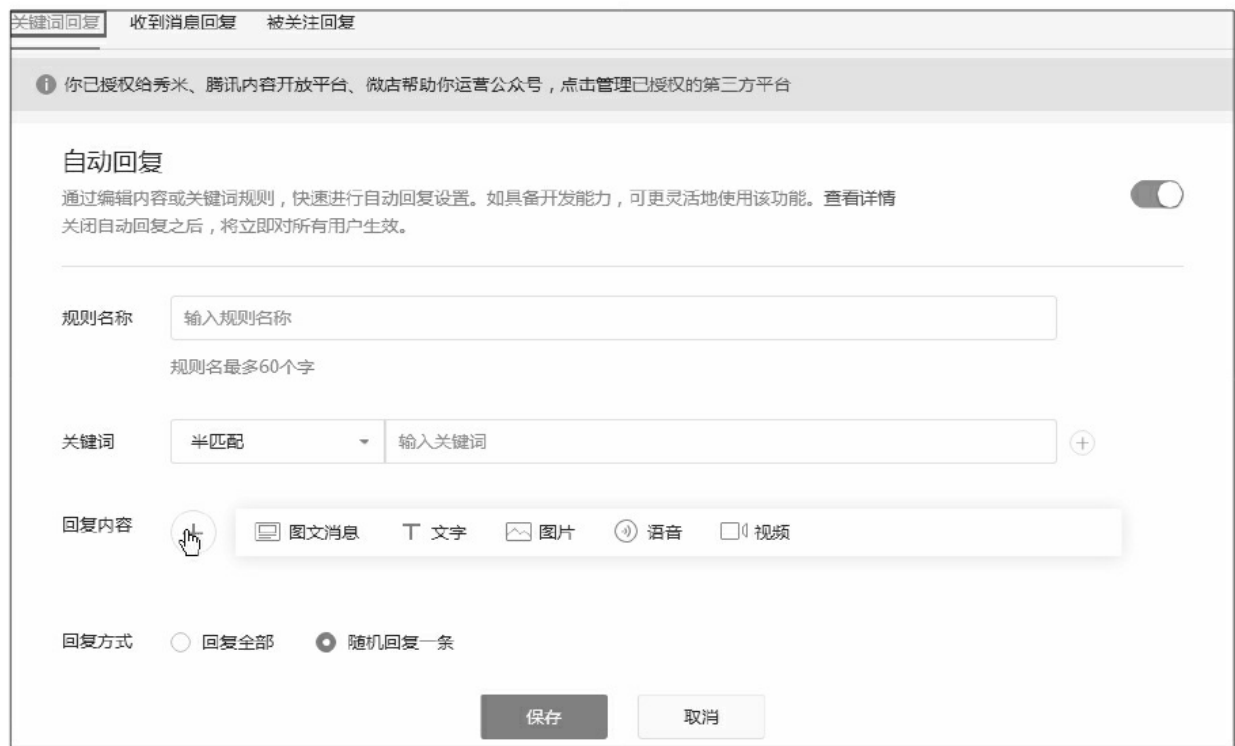 关键词回复 收到消息回复 被关注回复
你已授权给秀米、腾讯内容开放平台、微店帮助你运营公众号，点击管理已授权的第三方平台
自动回复
通过编辑内容或关键词规则，快速进行自动回复设置。如具备开发能力，可更灵活地使用该功能。查看详情
关闭自动回复之后，将立即对所有用户生效。
规则名称 输入规则名称
规则名最多60个字
关键词 半匹配 输入关键词
回复内容 图文消息 文字 图片 语音 视频
回复方式 回复全部 随机回复一条
保存 取消